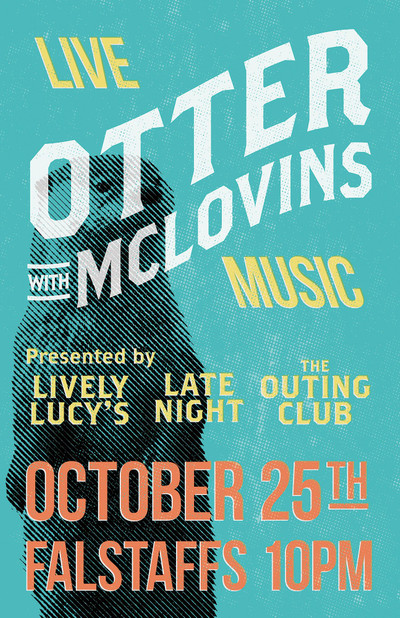 LIVE
OTTER
WITH MCLOVINS
MUSIC
Presented by
LIVELY LUCY'S
LATE NIGHT
THE OUTING CLUB
OCTOBER 25TH
FALSTAFFS 10PM